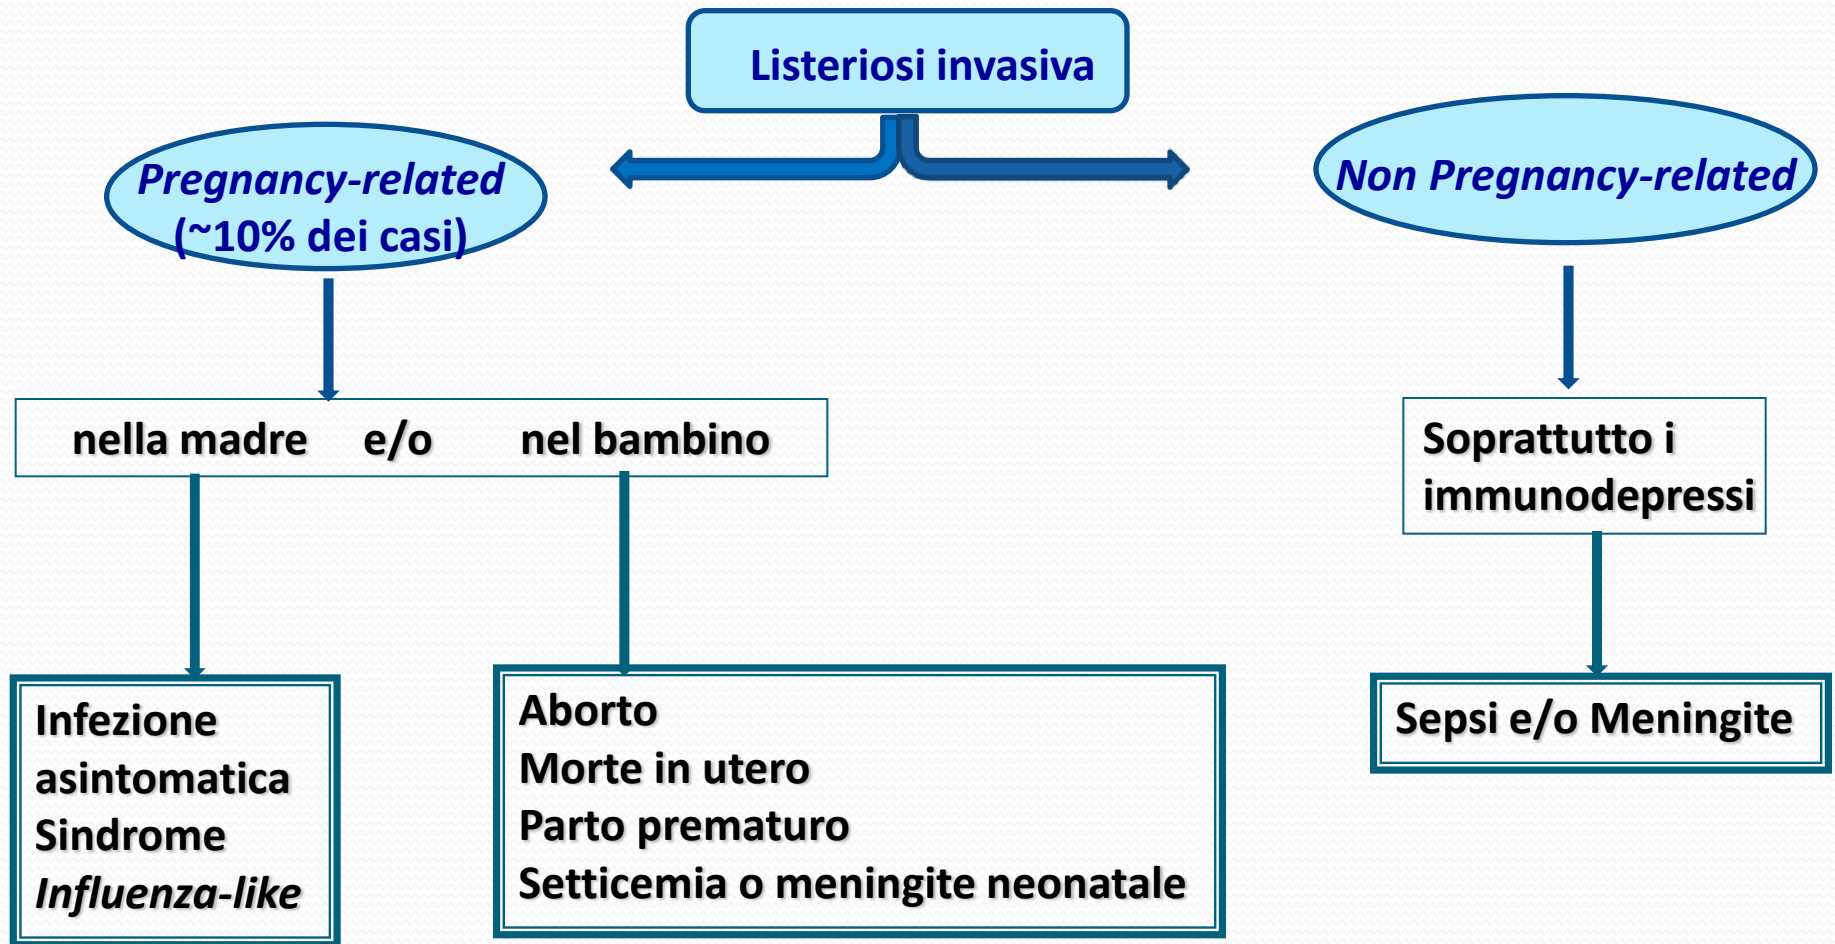 Listeriosi invasiva
Pregnancy-related
(~10% dei casi)
Non Pregnancy-related
nella madre e/o nel bambino
Soprattutto i
immunodepressi
Infezione
asintomatica
Sindrome
Influenza-like
Aborto
Morte in utero
Parto prematuro
Setticemia o meningite neonatale
Sepsi e/o Meningite